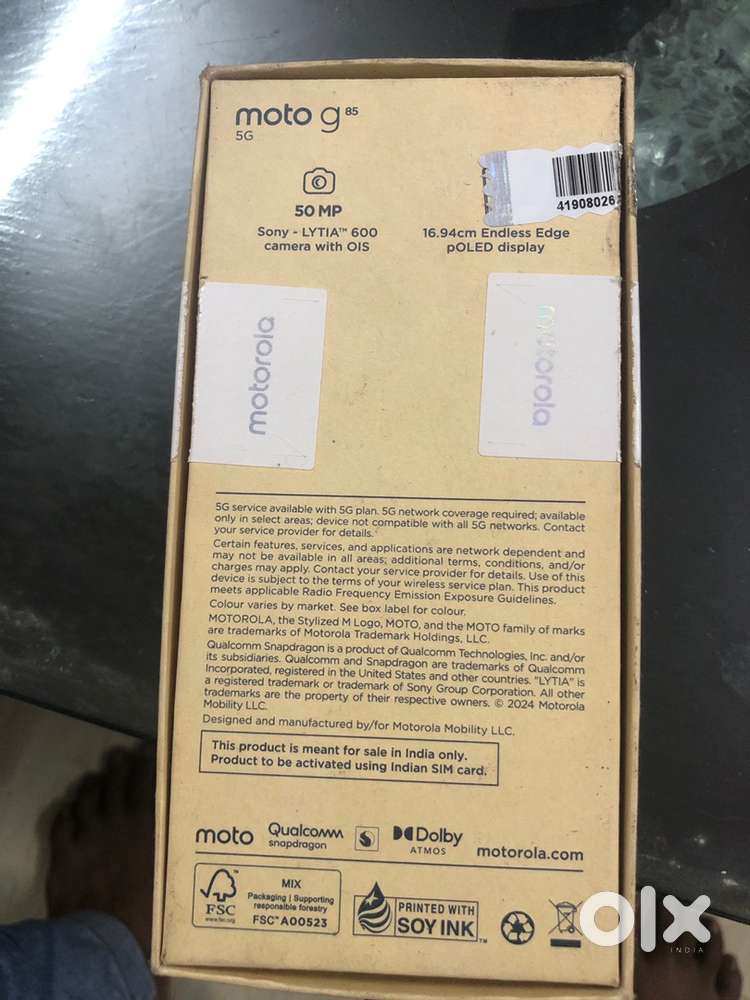 moto g 85
5G
50 MP
Sony - LYTIA™ 600
camera with OIS
41908026
16.94cm Endless Edge
pOLED display
motorola
motorola
5G service available with 5G plan. 5G network coverage required; available
only in select areas; device not compatible with all 5G networks. Contact
your service provider for details.
Certain features, services, and applications are network dependent and
may not be available in all areas; additional terms, conditions, and/or
charges may apply. Contact your service provider for details. Use of this
device is subject to the terms of your wireless service plan. This product
meets applicable Radio Frequency Emission Exposure Guidelines.
Colour varies by market. See box label for colour.
MOTOROLA, the Stylized M Logo, MOTO, and the MOTO family of marks
are trademarks of Motorola Trademark Holdings, LLC.
Qualcomm Snapdragon is a product of Qualcomm Technologies, Inc. and/or
its subsidiaries. Qualcomm and Snapdragon are trademarks of Qualcomm
Incorporated, registered in the United States and other countries. "LYTIA" is
a registered trademark or trademark of Sony Group Corporation. All other
trademarks are the property of their respective owners. © 2024 Motorola
Mobility LLC.
Designed and manufactured by/for Motorola Mobility LLC.
This product is meant for sale in India only.
Product to be activated using Indian SIM card.
moto
Qualcomm
snapdragon
Dolby
ATMOS
motorola.com
FSC
www.fsc.org
MIX
Packaging | Supporting
responsible forestry
FSC™ A00523
PRINTED WITH
SOY INK™
olx
INDIA